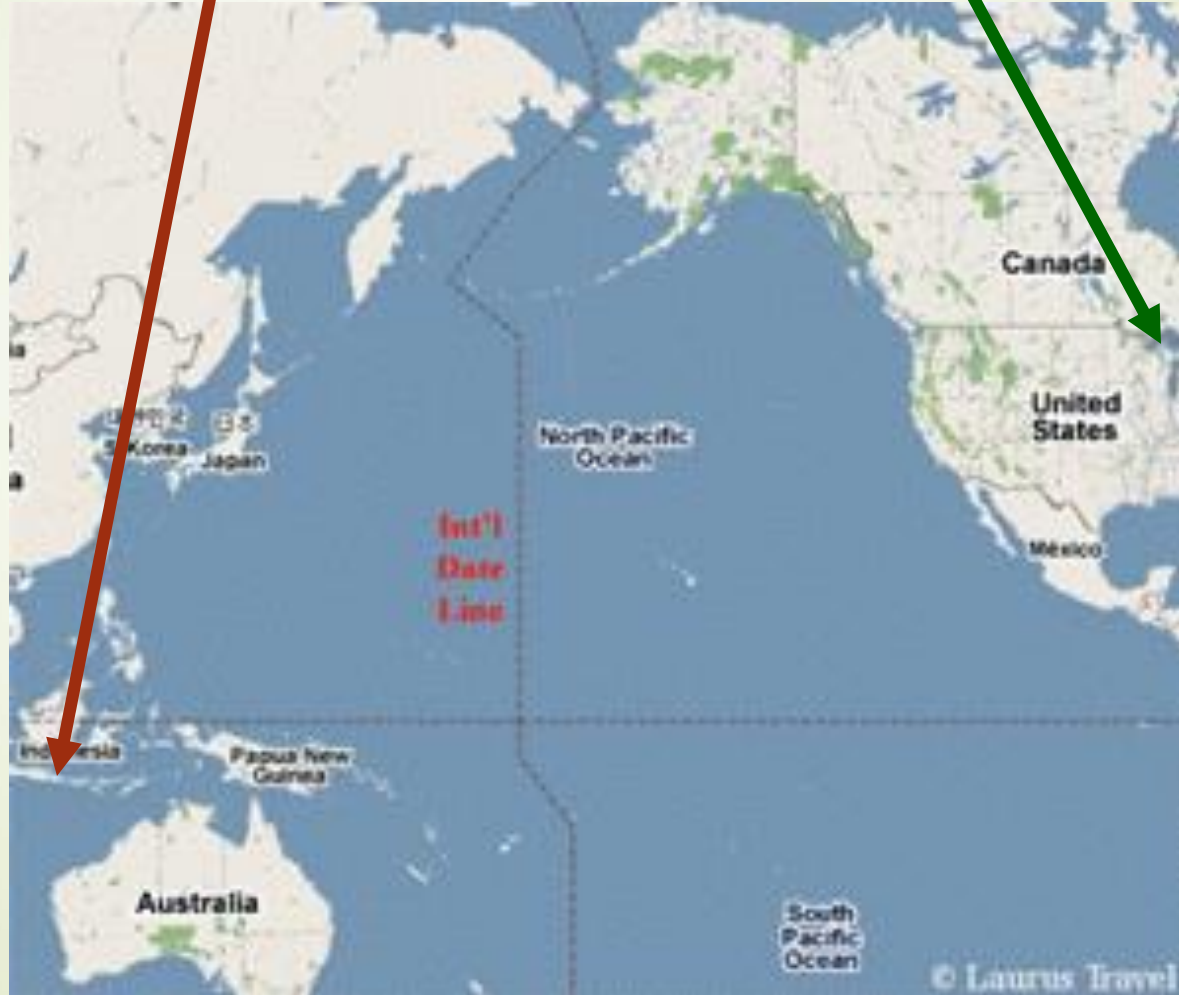 Canada
United
States
North Pacific
Ocean
S Korea
Japan
Int'l
Date
Line
México
Indonesia
Papua New
Guinea
Australia
South
Pacific
Ocean
© Laurus Travel